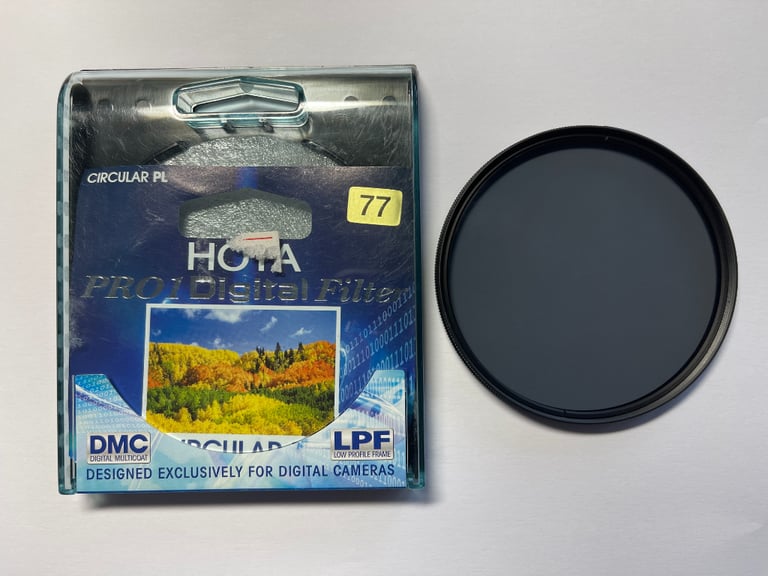 CIRCULAR PL
77
HOYA
PRO1 Digital Filter
DMC
DIGITAL MULTICOAT
CIRCULAR
LPF
LOW PROFILE FRAME
DESIGNED EXCLUSIVELY FOR DIGITAL CAMERAS